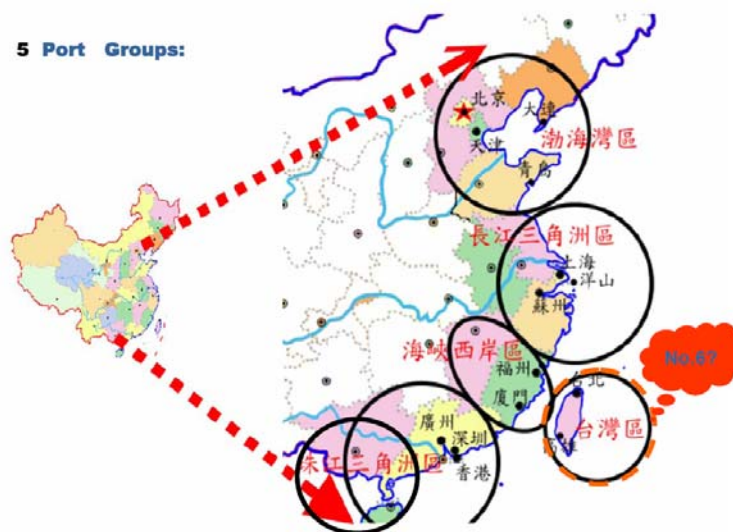 5 Port Groups:
北京
大連
天津
渤海灣區
青島
長江三角洲區
上海
洋山
蘇州
海峽西岸區
福州
廈門
No.6?
台北
台灣區
高雄
廣州
深圳
珠江三角洲區
香港